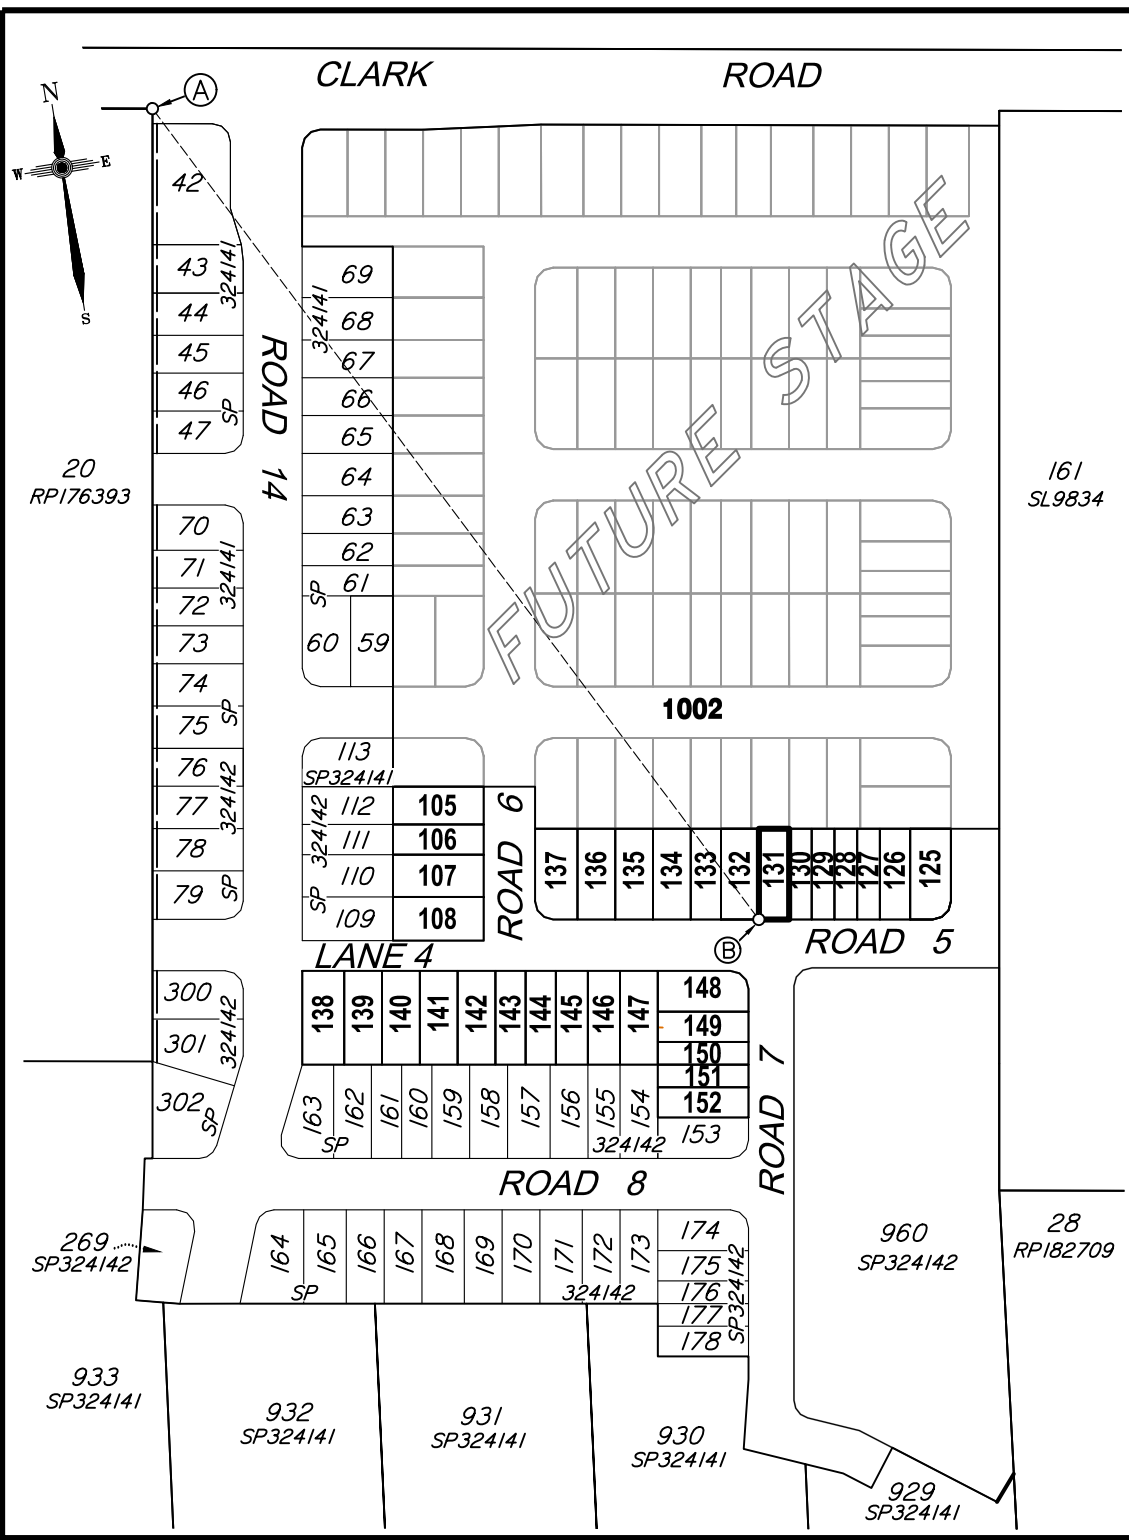 CLARK ROAD
A
N
W E
S
42
43
44
45
46
47
SP 324141
ROAD 14
69
68
67
66
65
64
63
62
61
60 59
SP 324141
FUTURE STAGE
20
RP176393
161
SL9834
70
71
72
73
74
75
SP 324141
76
77
78
79
SP 324142
1002
113
SP324141
112
111
110
109
SP 324142
105
106
107
108
ROAD 6
137 136 135 134 133 132 131 130 129 128 127 126 125
B
ROAD 5
LANE 4
300
301
302
SP 324142
138 139 140 141 142 143 144 145 146 147
148
149
150
151
152
153
ROAD 7
163 162 161 160 159 158 157 156 155 154
SP 324142
ROAD 8
269
SP324142
164 165 166 167 168 169 170 171 172 173
SP 324142
174
175
176
177
178
SP324142
960
SP324142
28
RP182709
933
SP324141
932
SP324141
931
SP324141
930
SP324141
929
SP324141